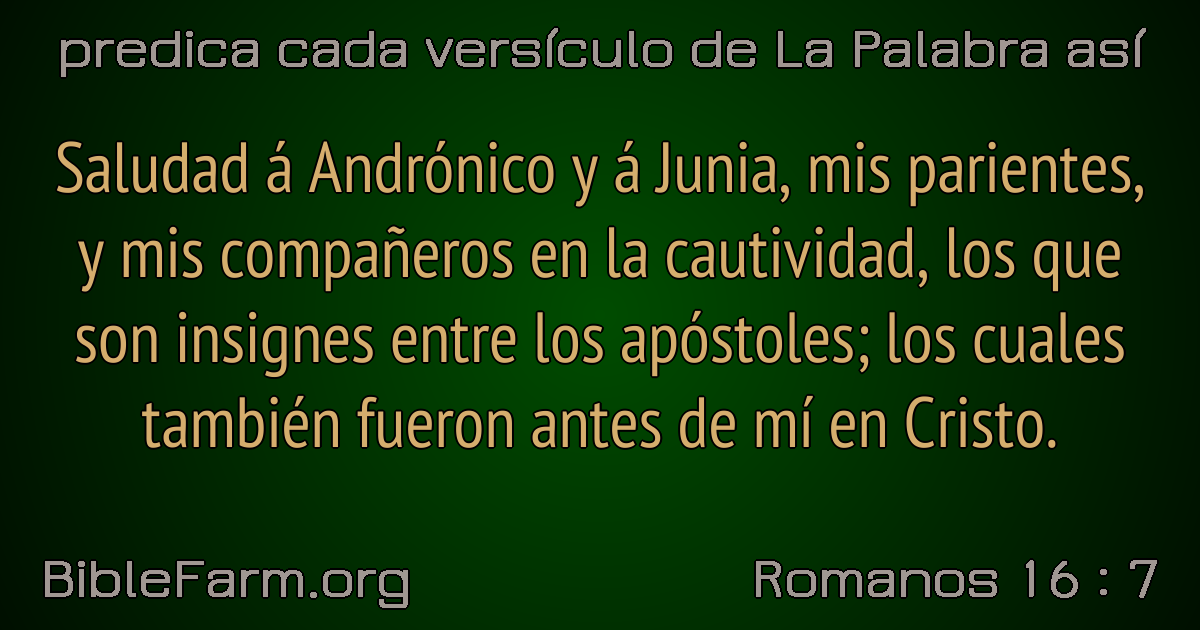 predica cada versículo de La Palabra así
Saludad á Andrónico y á Junia, mis parientes,
y mis compañeros en la cautividad, los que
son insignes entre los apóstoles; los cuales
también fueron antes de mí en Cristo.
BibleFarm.org
Romanos 16 : 7